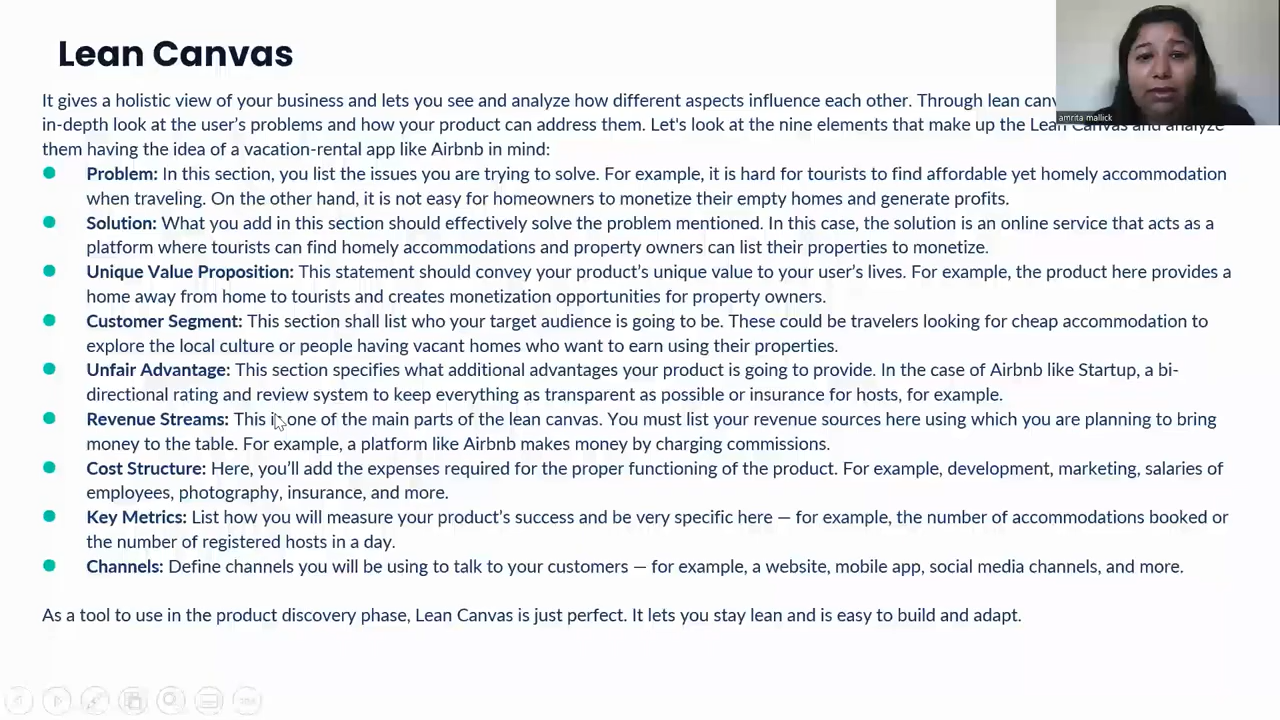 Lean Canvas
It gives a holistic view of your business and lets you see and analyze how different aspects influence each other. Through lean
in-depth look at the user's problems and how your product can address them. Let's look at the nine elements that make up the Lean Canvas and analyze
them having the idea of a vacation-rental app like Airbnb in mind:
Problem: In this section, you list the issues you are trying to solve. For example, it is hard for tourists to find affordable yet homely accommodation
when traveling. On the other hand, it is not easy for homeowners to monetize their empty homes and generate profits.
Solution: What you add in this section should effectively solve the problem mentioned. In this case, the solution is an online service that acts as a
platform where tourists can find homely accommodations and property owners can list their properties to monetize.
Unique Value Proposition: This statement should convey your product's unique value to your user's lives. For example, the product here provides a
home away from home to tourists and creates monetization opportunities for property owners.
Customer Segment: This section shall list who your target audience is going to be. These could be travelers looking for cheap accommodation to
explore the local culture or people having vacant homes who want to earn using their properties.
Unfair Advantage: This section specifies what additional advantages your product is going to provide. In the case of Airbnb like Startup, a bi-
directional rating and review system to keep everything as transparent as possible or insurance for hosts, for example.
Revenue Streams: This is one of the main parts of the lean canvas. You must list your revenue sources here using which you are planning to bring
money to the table. For example, a platform like Airbnb makes money by charging commissions.
Cost Structure: Here, you'll add the expenses required for the proper functioning of the product. For example, development, marketing, salaries of
employees, photography, insurance, and more.
Key Metrics: List how you will measure your product's success and be very specific here — for example, the number of accommodations booked or
the number of registered hosts in a day.
Channels: Define channels you will be using to talk to your customers — for example, a website, mobile app, social media channels, and more.
As a tool to use in the product discovery phase, Lean Canvas is just perfect. It lets you stay lean and is easy to build and adapt.
amrita mallick